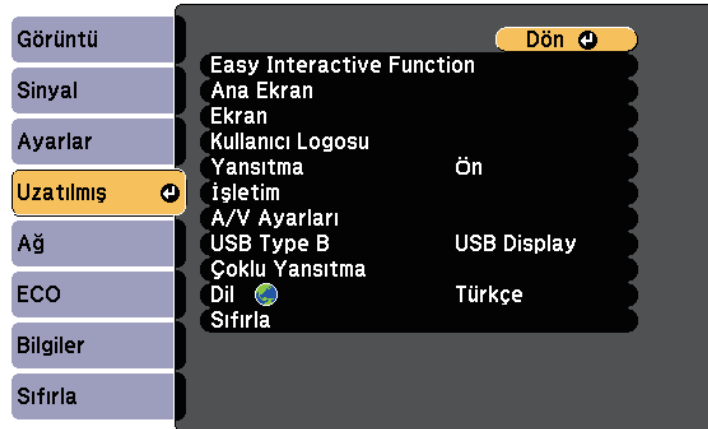 Görüntü
Sinyal
Ayarlar
Uzatılmış
Ağ
ECO
Bilgiler
Sıfırla
Dön
Easy Interactive Function
Ana Ekran
Ekran
Kullanıcı Logosu
Yansıtma Ön
İşletim
A/V Ayarları
USB Type B USB Display
Çoklu Yansıtma
Dil Türkçe
Sıfırla